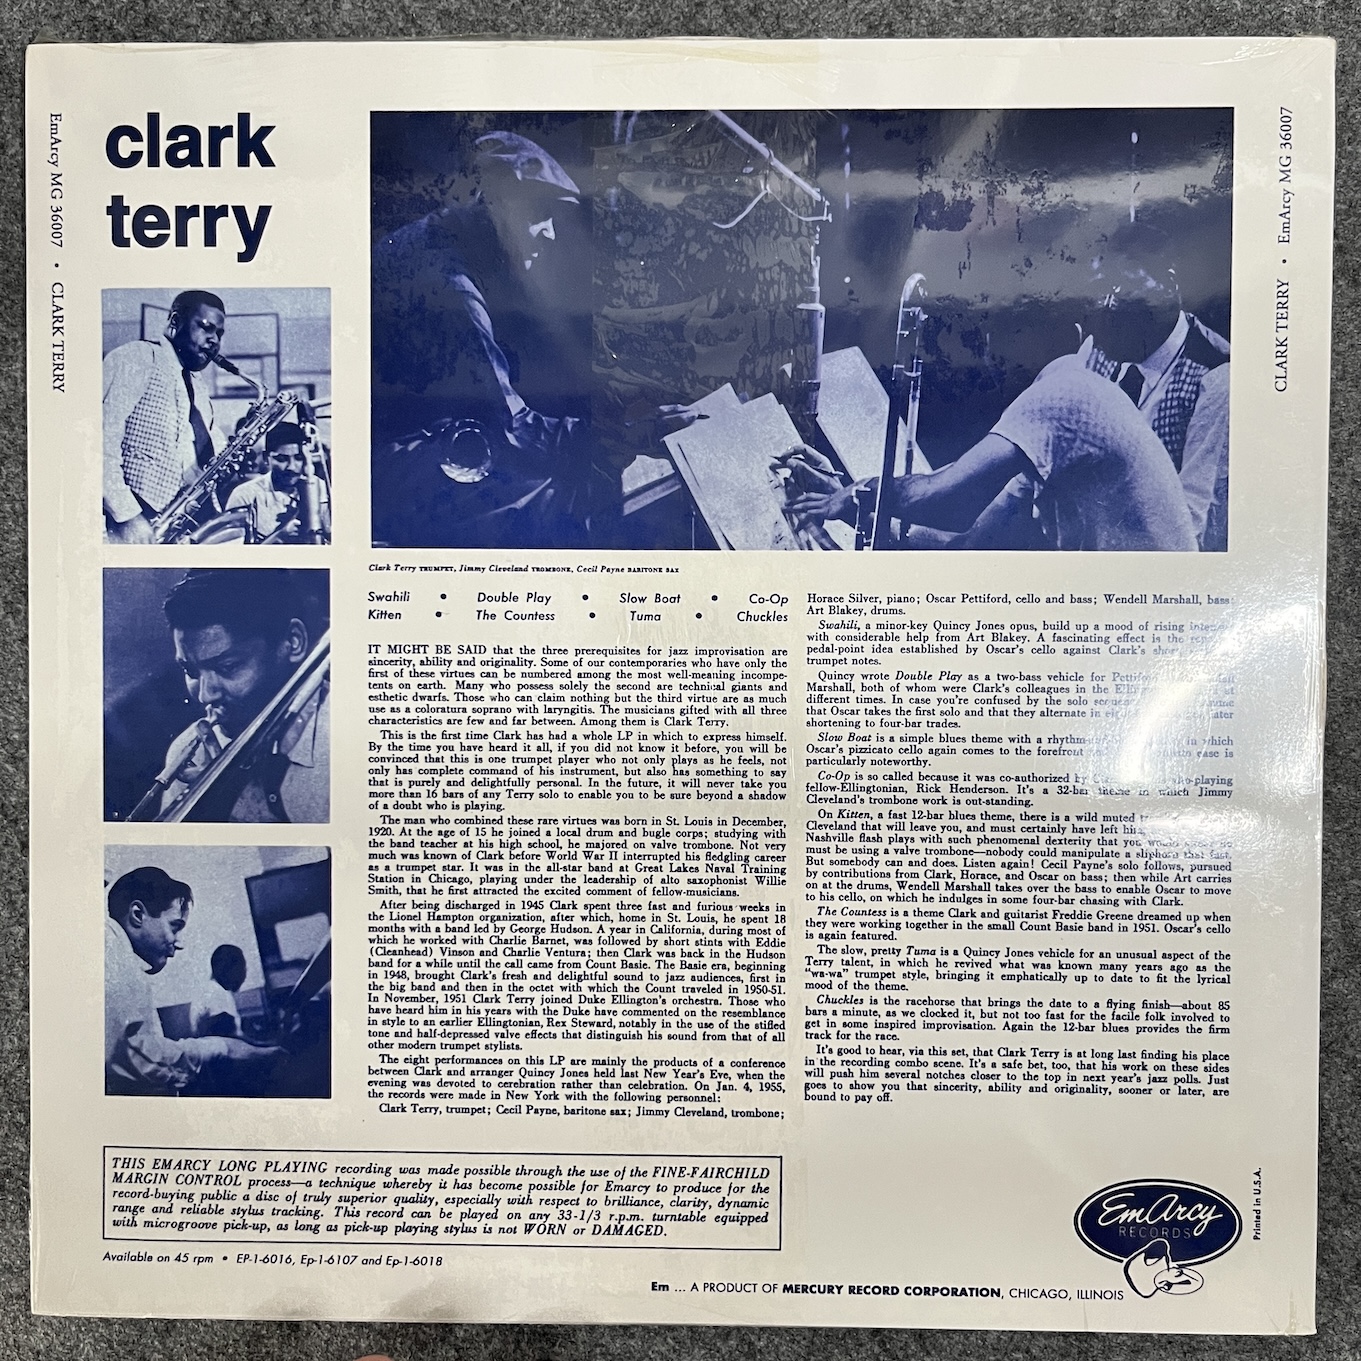 clark
terry
EmArcy MG 36007 • CLARK TERRY
CLARK TERRY • EmArcy MG 36007
Clark Terry TRUMPET, Jimmy Cleveland TROMBONE, Cecil Payne BARITONE SAX
Swahili • Double Play • Slow Boat • Co-Op
Kitten • The Countess • Tuma • Chuckles
IT MIGHT BE SAID that the three prerequisites for jazz improvisation are
sincerity, ability and originality. Some of our contemporaries who have only the
first of these virtues can be numbered among the most well-meaning incompe-
tents on earth. Many who possess solely the second are technical giants and
esthetic dwarfs. Those who can claim nothing but the third virtue are as much
use as a coloratura soprano with laryngitis. The musicians gifted with all three
characteristics are few and far between. Among them is Clark Terry.
This is the first time Clark has had a whole LP in which to express himself.
By the time you have heard it all, if you did not know it before, you will be
convinced that this is one trumpet player who not only plays as he feels, not
only has complete command of his instrument, but also has something to say
that is purely and delightfully personal. In the future, it will never take you
more than 16 bars of any Terry solo to enable you to be sure beyond a shadow
of a doubt who is playing.
The man who combined these rare virtues was born in St. Louis in December,
1920. At the age of 15 he joined a local drum and bugle corps; studying with
the band teacher at his high school, he majored on valve trombone. Not very
much was known of Clark before World War II interrupted his fledgling career
as a trumpet star. It was in the all-star band at Great Lakes Naval Training
Station in Chicago, playing under the leadership of alto saxophonist Willie
Smith, that he first attracted the excited comment of fellow-musicians.
After being discharged in 1945 Clark spent three fast and furious weeks in
the Lionel Hampton organization, after which, home in St. Louis, he spent 18
months with a band led by George Hudson. A year in California, during most of
which he worked with Charlie Barnet, was followed by short stints with Eddie
(Cleanhead) Vinson and Charlie Ventura; then Clark was back in the Hudson
band for a while until the call came from Count Basie. The Basie era, beginning
in 1948, brought Clark's fresh and delightful sound to jazz audiences, first in
the big band and then in the octet with which the Count traveled in 1950-51.
In November, 1951 Clark Terry joined Duke Ellington's orchestra. Those who
have heard him in his years with the Duke have commented on the resemblance
in style to an earlier Ellingtonian, Rex Steward, notably in the use of the stifled
tone and half-depressed valve effects that distinguish his sound from that of all
other modern trumpet stylists.
The eight performances on this LP are mainly the products of a conference
between Clark and arranger Quincy Jones held last New Year's Eve, when the
evening was devoted to cerebration rather than celebration. On Jan. 4, 1955,
the records were made in New York with the following personnel:
Clark Terry, trumpet; Cecil Payne, baritone sax; Jimmy Cleveland, trombone;
Horace Silver, piano; Oscar Pettiford, cello and bass; Wendell Marshall, bass;
Art Blakey, drums.
Swahili, a minor-key Quincy Jones opus, build up a mood of rising
with considerable help from Art Blakey. A fascinating effect is the
pedal-point idea established by Oscar's cello against Clark's
trumpet notes.
Quincy wrote Double Play as a two-bass vehicle for
Marshall, both of whom were Clark's colleagues in the at
different times. In case you're confused by the solo
that Oscar takes the first solo and that they alternate in later
shortening to four-bar trades.
Slow Boat is a simple blues theme with a in which
Oscar's pizzicato cello again comes to the forefront case is
particularly noteworthy.
Co-Op is so called because it was co-authorized by
fellow-Ellingtonian, Rick Henderson. It's a 32-bar theme in which Jimmy
Cleveland's trombone work is out-standing.
On Kitten, a fast 12-bar blues theme, there is a wild muted
Cleveland that will leave you, and must certainly have left
Nashville flash plays with such phenomenal dexterity that you
must be using a valve trombone—nobody could manipulate a that fast.
But somebody can and does. Listen again! Cecil Payne's solo follows, pursued
by contributions from Clark, Horace, and Oscar on bass; then while Art carries
on at the drums, Wendell Marshall takes over the bass to enable Oscar to move
to his cello, on which he indulges in some four-bar chasing with Clark.
The Countess is a theme Clark and guitarist Freddie Greene dreamed up when
they were working together in the small Count Basie band in 1951. Oscar's cello
is again featured.
The slow, pretty Tuma is a Quincy Jones vehicle for an unusual aspect of the
Terry talent, in which he revived what was known many years ago as the
"wa-wa" trumpet style, bringing it emphatically up to date to fit the lyrical
mood of the theme.
Chuckles is the racehorse that brings the date to a flying finish—about 85
bars a minute, as we clocked it, but not too fast for the facile folk involved to
get in some inspired improvisation. Again the 12-bar blues provides the firm
track for the race.
It's good to hear, via this set, that Clark Terry is at long last finding his place
in the recording combo scene. It's a safe bet, too, that his work on these sides
will push him several notches closer to the top in next year's jazz polls. Just
goes to show you that sincerity, ability and originality, sooner or later, are
bound to pay off.
THIS EMARCY LONG PLAYING recording was made possible through the use of the FINE-FAIRCHILD
MARGIN CONTROL process—a technique whereby it has become possible for Emarcy to produce for the
record-buying public a disc of truly superior quality, especially with respect to brilliance, clarity, dynamic
range and reliable stylus tracking. This record can be played on any 33-1/3 r.p.m. turntable equipped
with microgroove pick-up, as long as pick-up playing stylus is not WORN or DAMAGED.
Available on 45 rpm • EP-1-6016, Ep-1-6107 and Ep-1-6018
EmArcy
RECORDS
Printed in U.S.A.
Em ... A PRODUCT OF MERCURY RECORD CORPORATION, CHICAGO, ILLINOIS